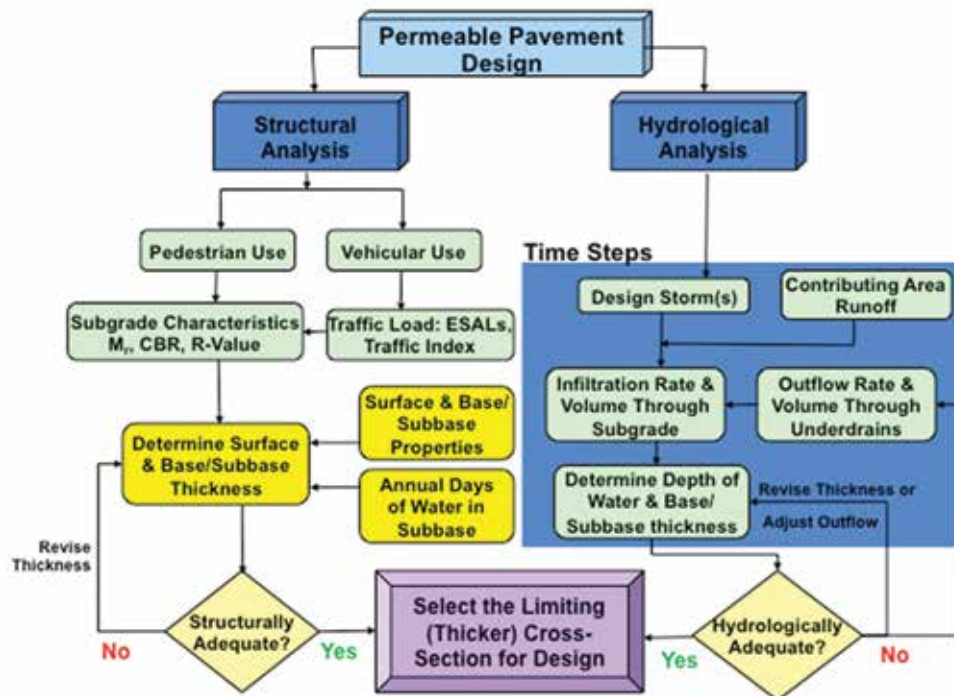 Permeable Pavement
Design
Structural
Analysis
Hydrological
Analysis
Pedestrian Use
Vehicular Use
Subgrade Characteristics
Mr, CBR, R-Value
Traffic Load: ESALs,
Traffic Index
Surface & Base/
Subbase
Properties
Determine Surface
& Base/Subbase
Thickness
Annual Days
of Water in
Subbase
Revise
Thickness
Structurally
Adequate?
No
Yes
Time Steps
Design Storm(s)
Contributing Area
Runoff
Infiltration Rate &
Volume Through
Subgrade
Outflow Rate &
Volume Through
Underdrains
Determine Depth of
Water & Base/
Subbase thickness
Revise Thickness or
Adjust Outflow
Hydrologically
Adequate?
Yes
No
Select the Limiting
(Thicker) Cross-
Section for Design